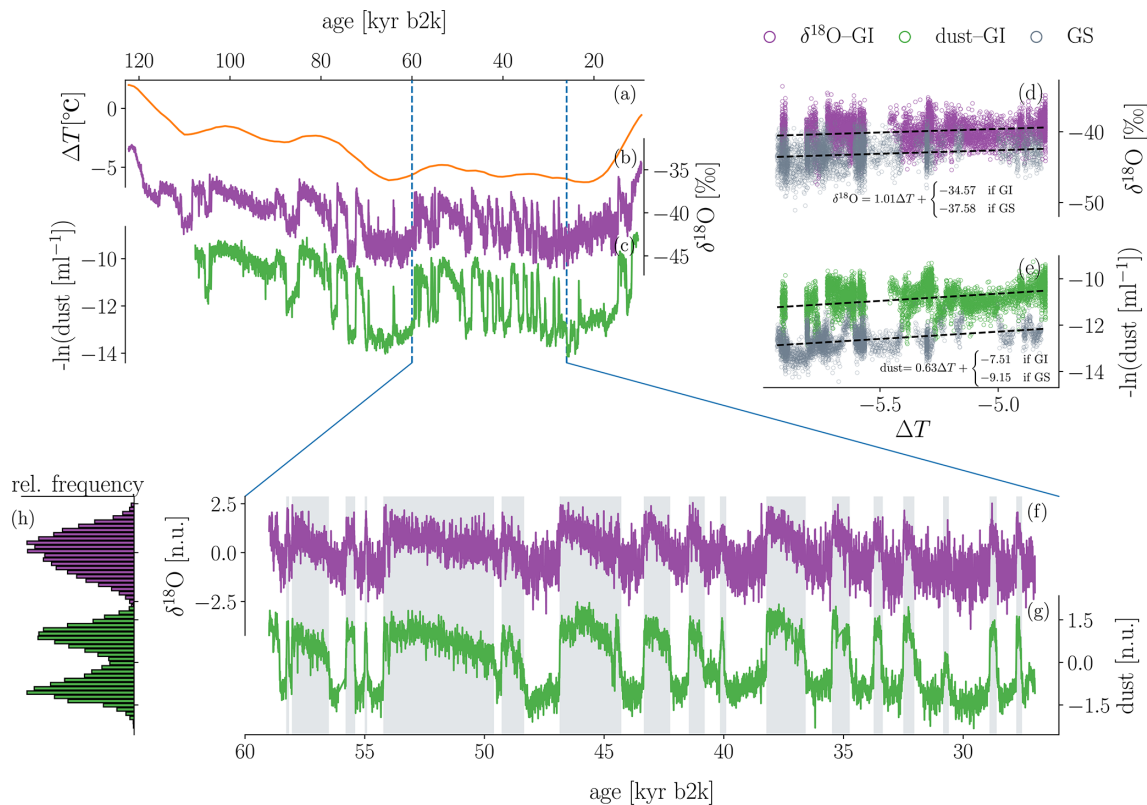 age [kyr b2k]
120 100 80 60 40 20
δ¹⁸O–GI dust–GI GS
(a)
0
−5
ΔT[°C]
(b)
−35
−40
−45
δ¹⁸O [‰]
(c)
−10
−12
−14
-ln(dust [ml⁻¹])
(d)
−40
−50
δ¹⁸O [‰]
δ¹⁸O = 1.01ΔT + { −34.57 if GI
−37.58 if GS
(e)
−10
−12
−14
-ln(dust [ml⁻¹])
dust= 0.63ΔT + { −7.51 if GI
−9.15 if GS
−5.5 −5.0
ΔT
rel. frequency
(h)
2.5
0.0
−2.5
δ¹⁸O [n.u.]
(f)
(g)
1.5
0.0
−1.5
dust [n.u.]
60 55 50 45 40 35 30
age [kyr b2k]